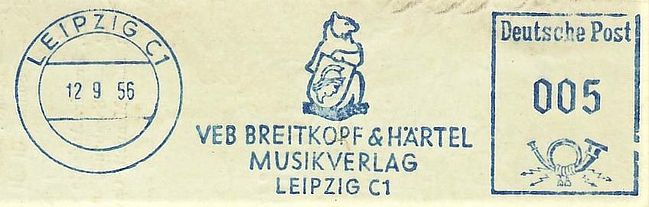 LEIPZIG C1
12 9 56
VEB BREITKOPF & HÄRTEL
MUSIKVERLAG
LEIPZIG C1
Deutsche Post
005